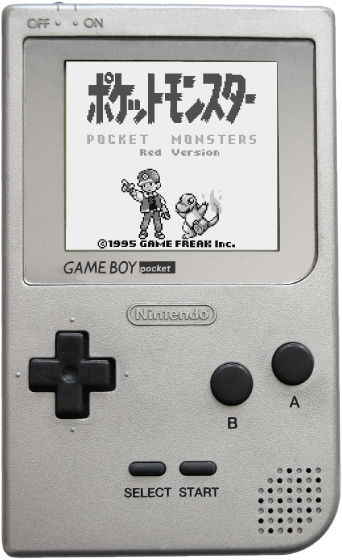 OFF ON
ポケットモンスター
POCKET MONSTERS
Red Version
©1995 GAME FREAK Inc.
GAME BOY pocket
Nintendo
A
B
SELECT START